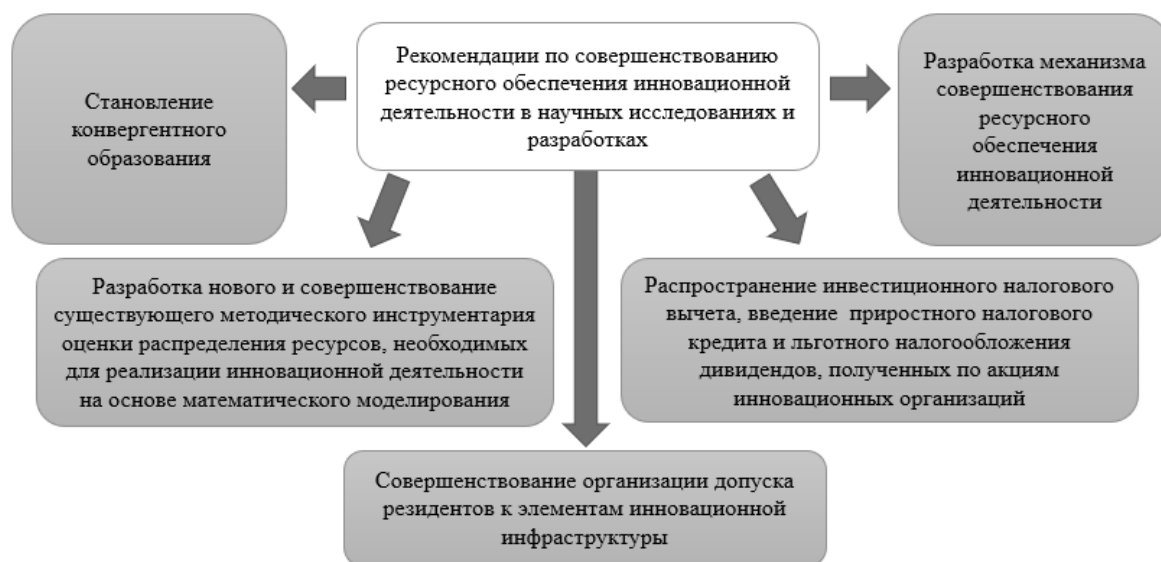 Рекомендации по совершенствованию
ресурсного обеспечения инновационной
деятельности в научных исследованиях и
разработках
Становление
конвергентного
образования
Разработка механизма
совершенствования
ресурсного
обеспечения
инновационной
деятельности
Разработка нового и совершенствование
существующего методического инструментария
оценки распределения ресурсов, необходимых
для реализации инновационной деятельности
на основе математического моделирования
Распространение инвестиционного налогового
вычета, введение приростного налогового
кредита и льготного налогообложения
дивидендов, полученных по акциям
инновационных организаций
Совершенствование организации допуска
резидентов к элементам инновационной
инфраструктуры